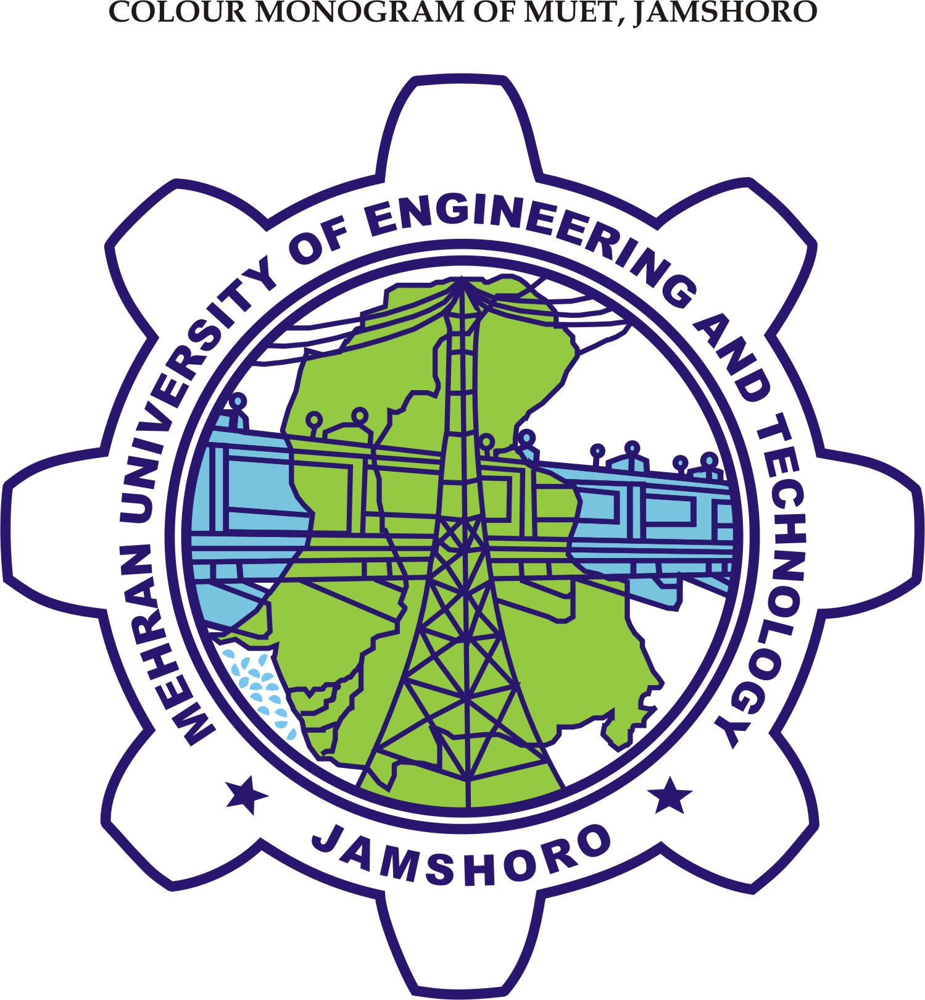 COLOUR MONOGRAM OF MUET, JAMSHORO
MEHRAN UNIVERSITY OF ENGINEERING AND TECHNOLOGY
JAMSHORO